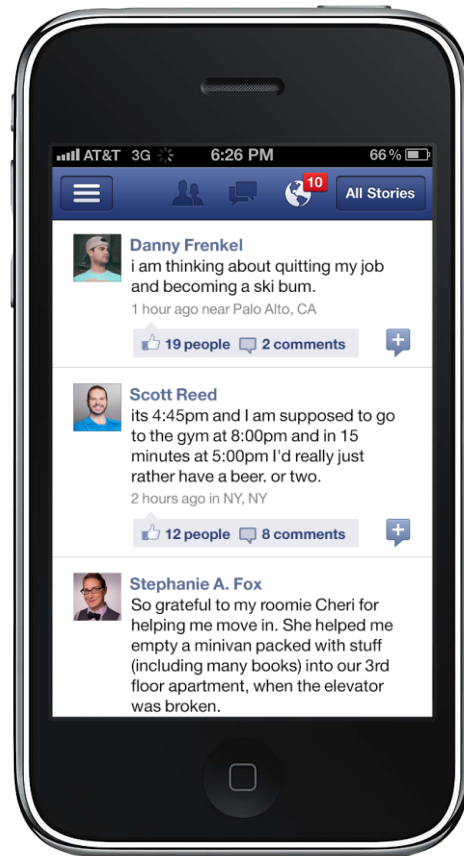 AT&T 3G 6:26 PM 66%
10
All Stories
Danny Frenkel
i am thinking about quitting my job
and becoming a ski bum.
1 hour ago near Palo Alto, CA
19 people 2 comments
Scott Reed
its 4:45pm and I am supposed to go
to the gym at 8:00pm and in 15
minutes at 5:00pm I'd really just
rather have a beer. or two.
2 hours ago in NY, NY
12 people 8 comments
Stephanie A. Fox
So grateful to my roomie Cheri for
helping me move in. She helped me
empty a minivan packed with stuff
(including many books) into our 3rd
floor apartment, when the elevator
was broken.